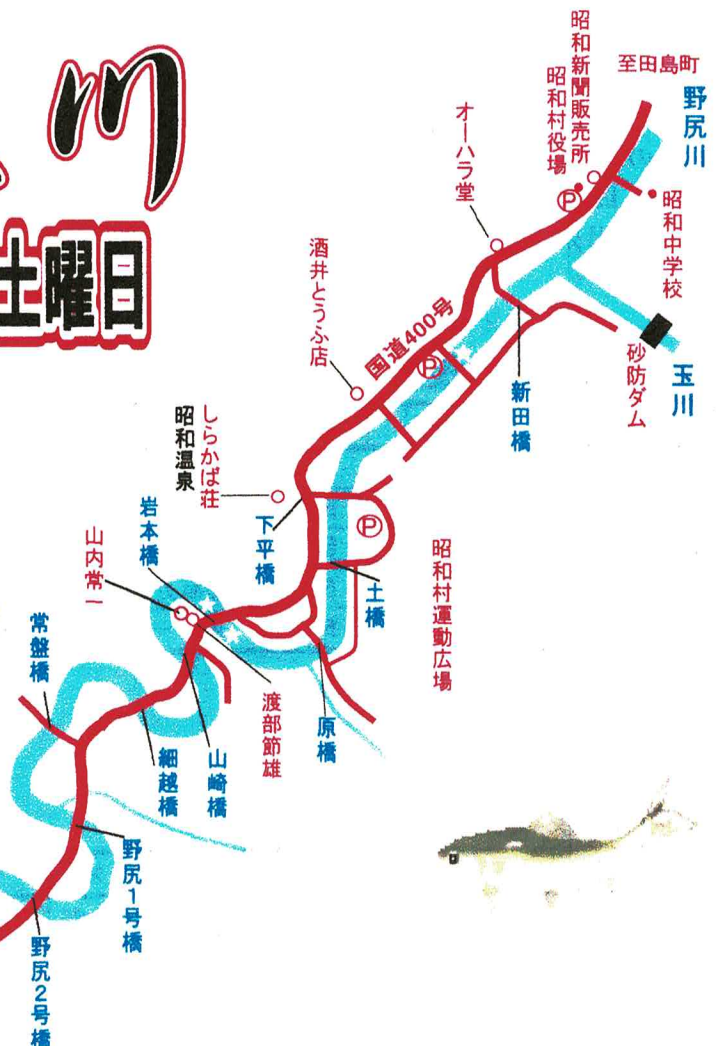 川
土曜日
至田島町
野尻川
昭和新聞販売所
昭和村役場
Ⓟ
昭和中学校
オーハラ堂
酒井とうふ店
国道400号
Ⓟ
砂防ダム
玉川
新田橋
しらかば荘
昭和温泉
岩本橋
下平橋
Ⓟ
土橋
昭和村運動広場
山内常一
常盤橋
渡部節雄
原橋
山崎橋
細越橋
野尻1号橋
野尻2号橋